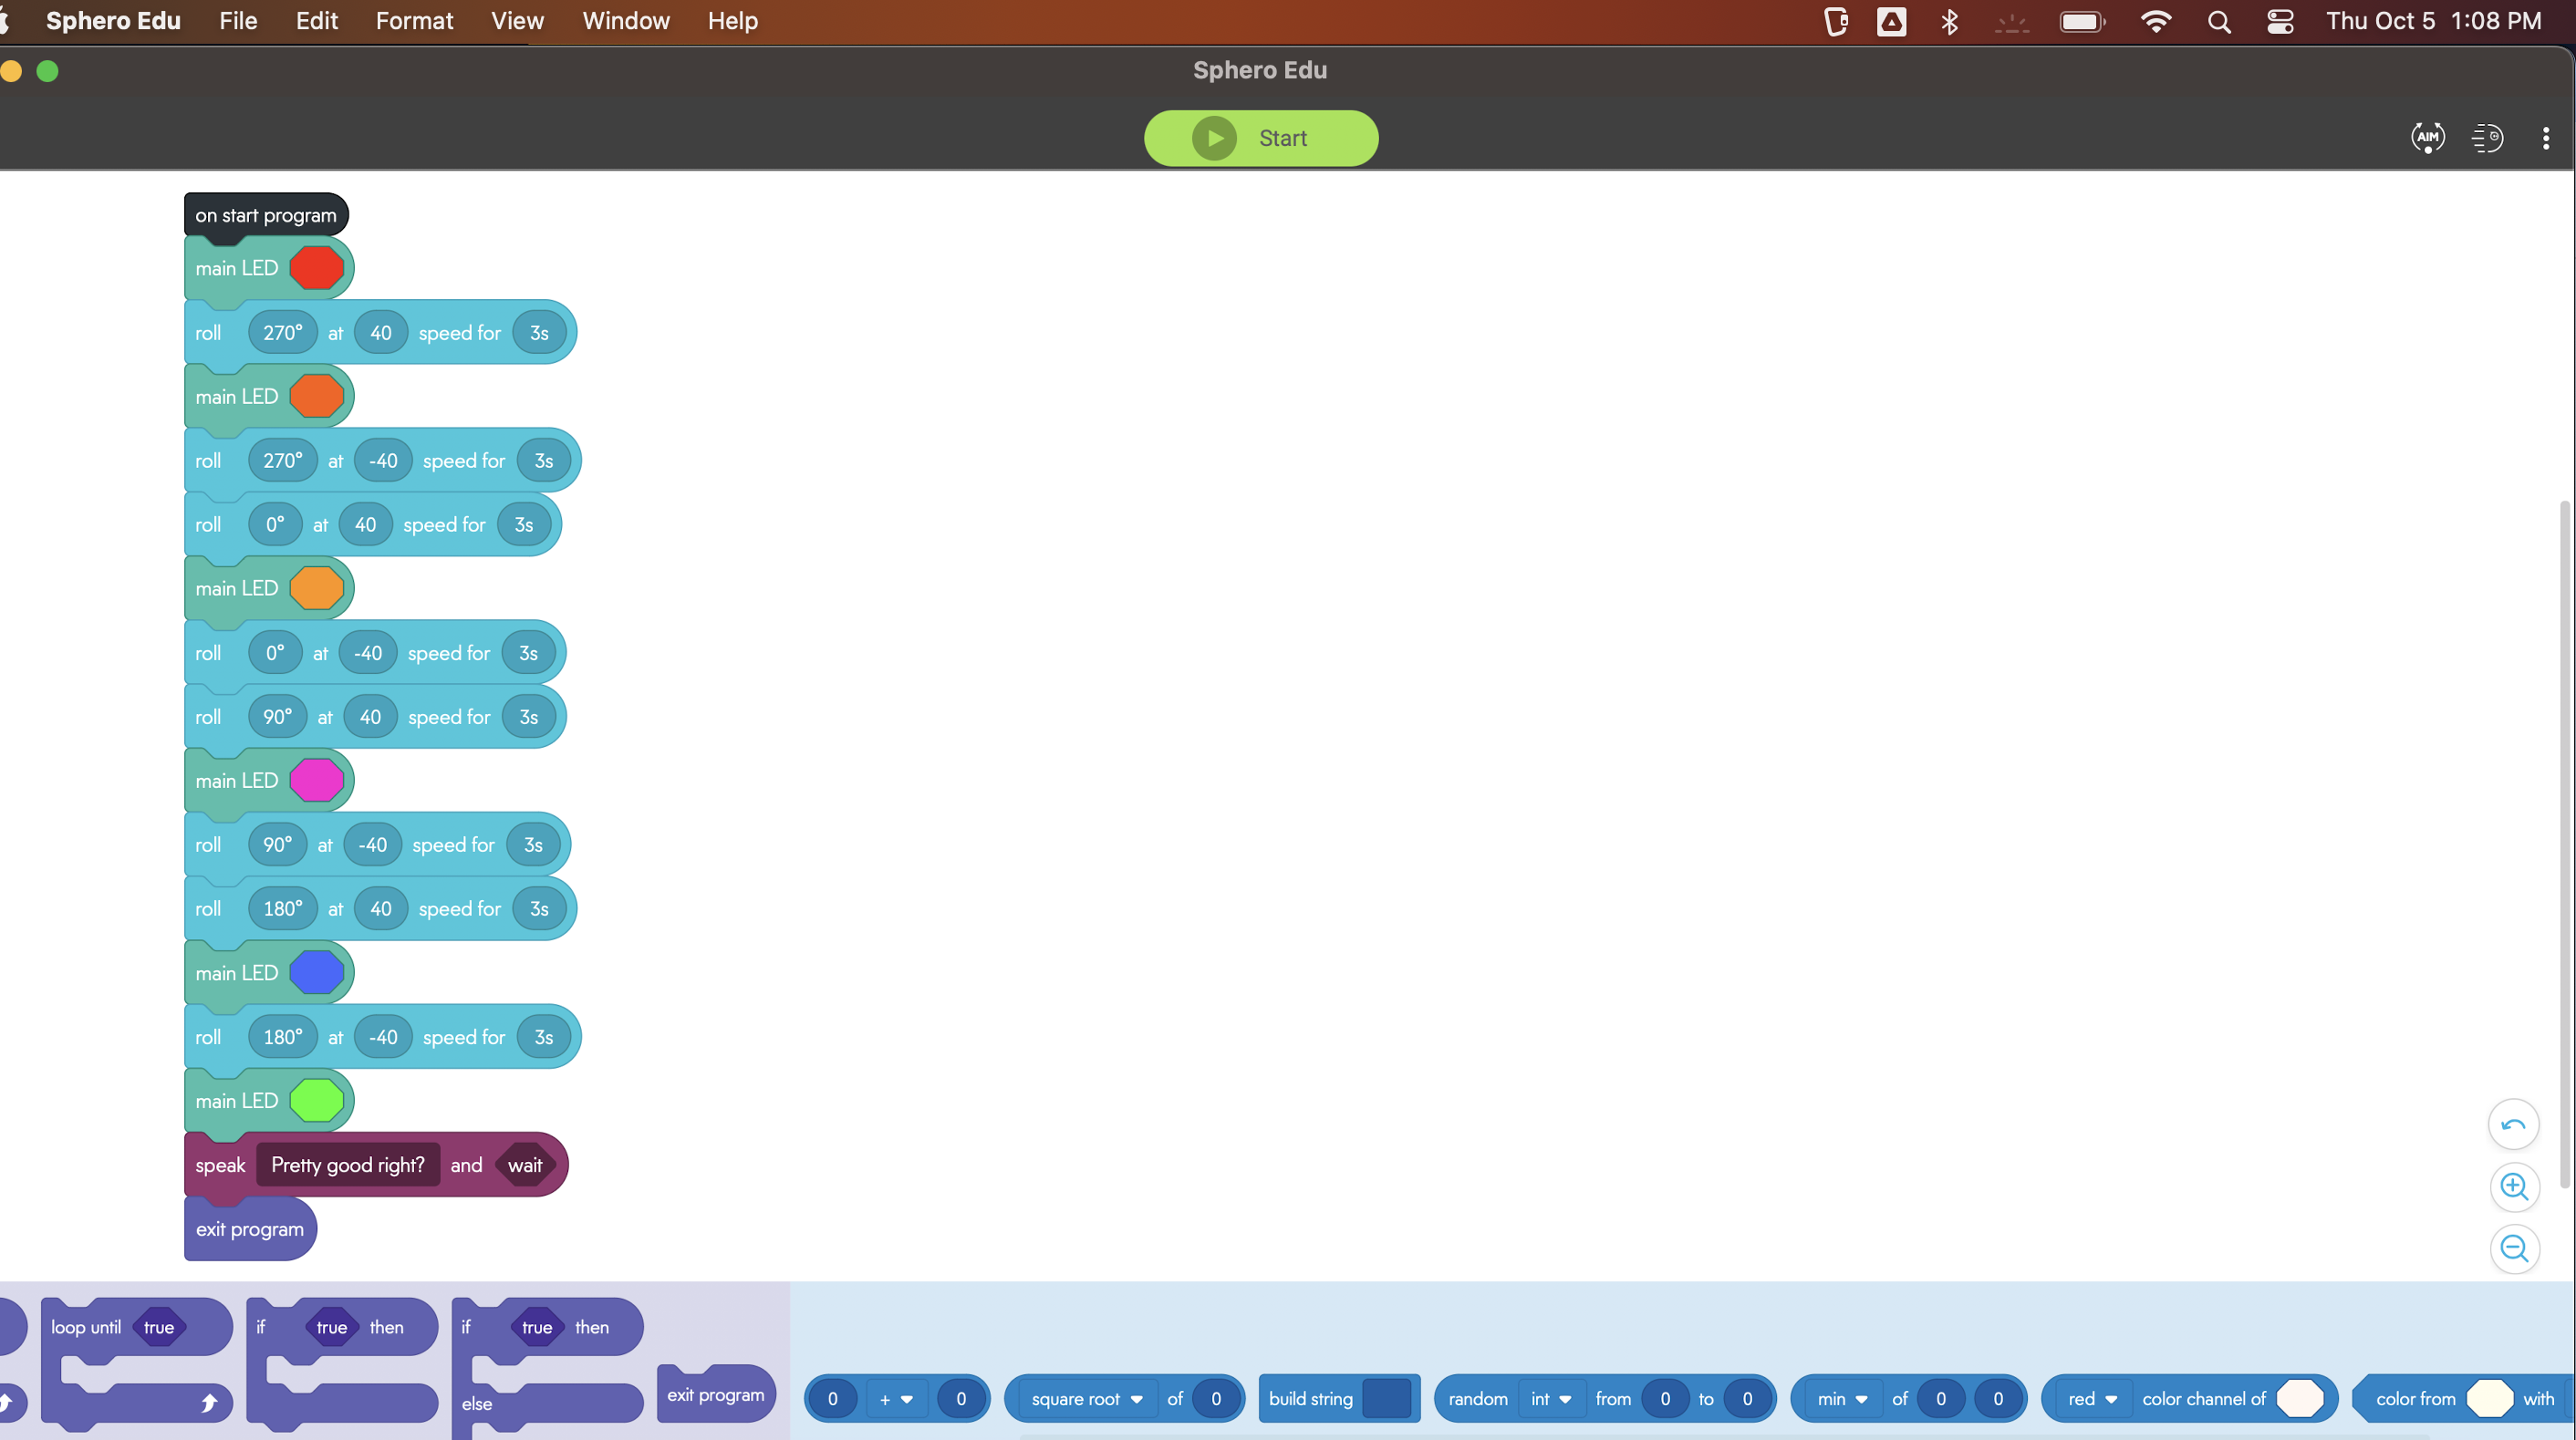 Sphero Edu File Edit Format View Window Help Thu Oct 5 1:08 PM
Sphero Edu
Start
AIM
on start program
main LED
roll 270° at 40 speed for 3s
main LED
roll 270° at -40 speed for 3s
roll 0° at 40 speed for 3s
main LED
roll 0° at -40 speed for 3s
roll 90° at 40 speed for 3s
main LED
roll 90° at -40 speed for 3s
roll 180° at 40 speed for 3s
main LED
roll 180° at -40 speed for 3s
main LED
speak Pretty good right? and wait
exit program
loop until true if true then if true then
else exit program 0 + 0 square root of 0 build string random int from 0 to 0 min of 0 0 red color channel of color from with